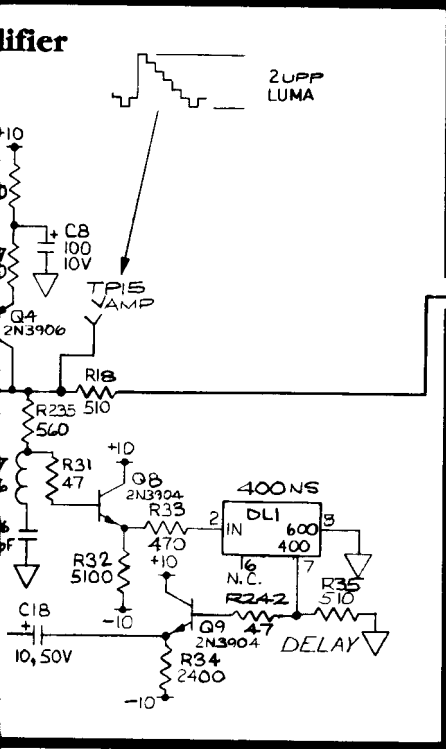 lifier
2VPP
LUMA
+10
+ C8
100
10V
TP15
Y AMP
Q4
2N3906
R18
510
R235
560
+10
R31
47
Q8
2N3904
R33
470
400NS
2
IN
DL1
600
400
8
16
N.C.
7
R32
5100
-10
+10
R242
47
R35
510
DELAY
C18
+
10,50V
Q9
2N3904
R34
2400
-10